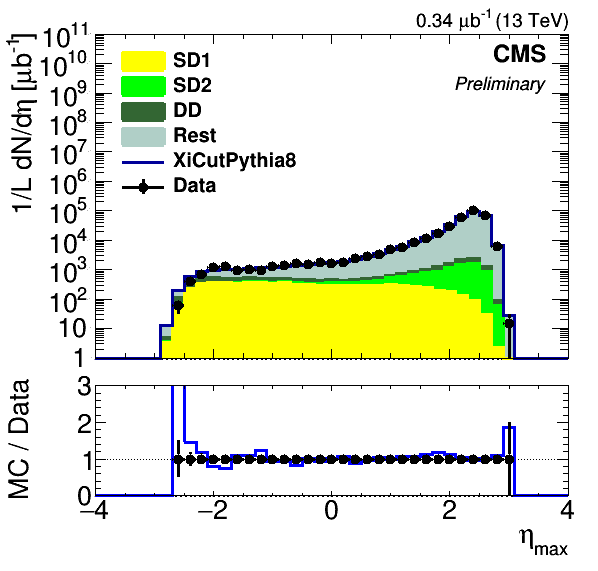 0.34 μb⁻¹ (13 TeV)
1/L dN/dη [μb⁻¹]
10¹¹
10¹⁰
10⁹
10⁸
10⁷
10⁶
10⁵
10⁴
10³
10²
10
1
CMS
Preliminary
SD1
SD2
DD
Rest
XiCutPythia8
Data
MC / Data
3
2
1
0
−4 −2 0 2 4
η_max